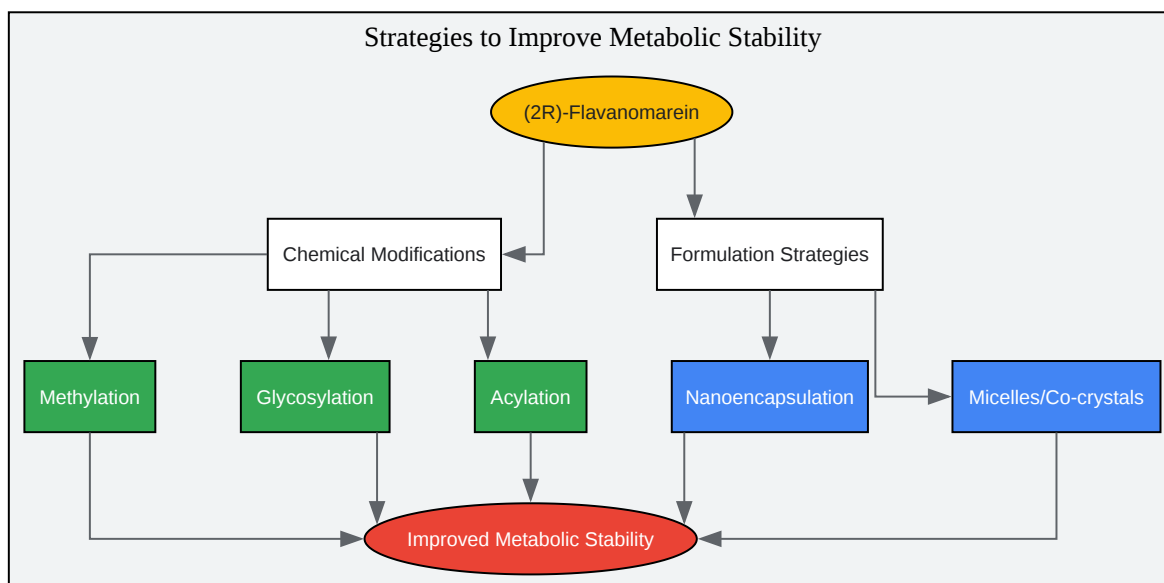 Strategies to Improve Metabolic Stability
(2R)-Flavanomarein
Chemical Modifications
Formulation Strategies
Methylation
Glycosylation
Acylation
Nanoencapsulation
Micelles/Co-crystals
Improved Metabolic Stability